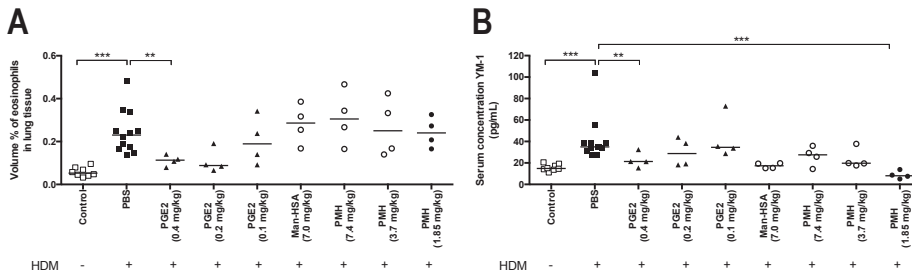 A
Volume % of eosinophils
in lung tissue
0.6
0.4
0.2
0.0
***
**
Control
PBS
PGE2
(0.4 mg/kg)
PGE2
(0.2 mg/kg)
PGE2
(0.1 mg/kg)
Man-HSA
(7.0 mg/kg)
PMH
(7.4 mg/kg)
PMH
(3.7 mg/kg)
PMH
(1.85 mg/kg)
HDM - + + + + + + + +
B
Serum concentration YM-1
(pg/mL)
120
100
80
60
40
20
0
***
***
**
Control
PBS
PGE2
(0.4 mg/kg)
PGE2
(0.2 mg/kg)
PGE2
(0.1 mg/kg)
Man-HSA
(7.0 mg/kg)
PMH
(7.4 mg/kg)
PMH
(3.7 mg/kg)
PMH
(1.85 mg/kg)
HDM - + + + + + + + +